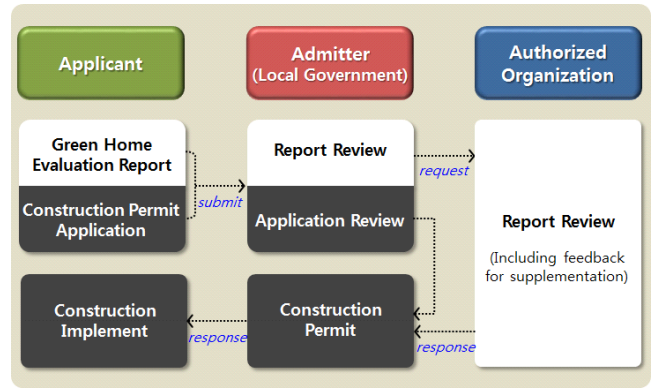 Applicant
Admitter
(Local Government)
Authorized
Organization
Green Home
Evaluation Report
Construction Permit
Application
submit
Report Review
Application Review
request
Report Review
(Including feedback
for supplementation)
Construction
Implement
response
Construction
Permit
response